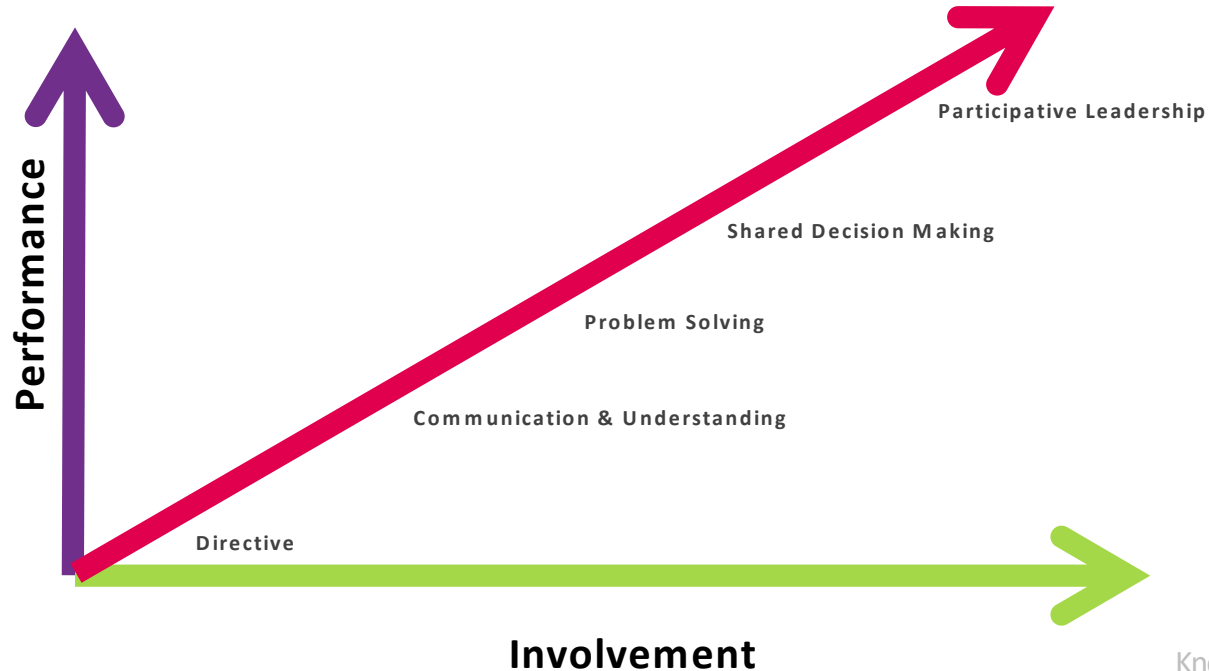 Participative Leadership
Shared Decision Making
Problem Solving
Communication & Understanding
Directive
Performance
Involvement